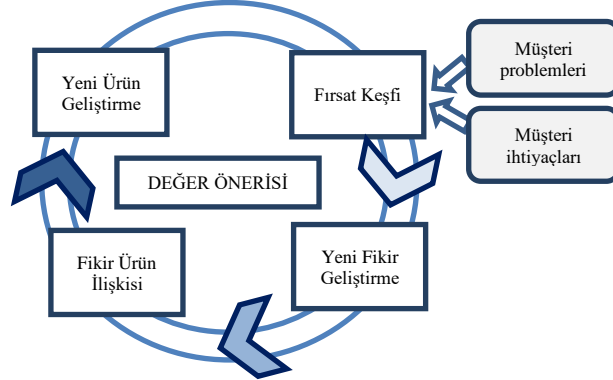 Yeni Ürün
Geliştirme
Fırsat Keşfi
Müşteri
problemleri
Müşteri
ihtiyaçları
DEĞER ÖNERİSİ
Fikir Ürün
İlişkisi
Yeni Fikir
Geliştirme